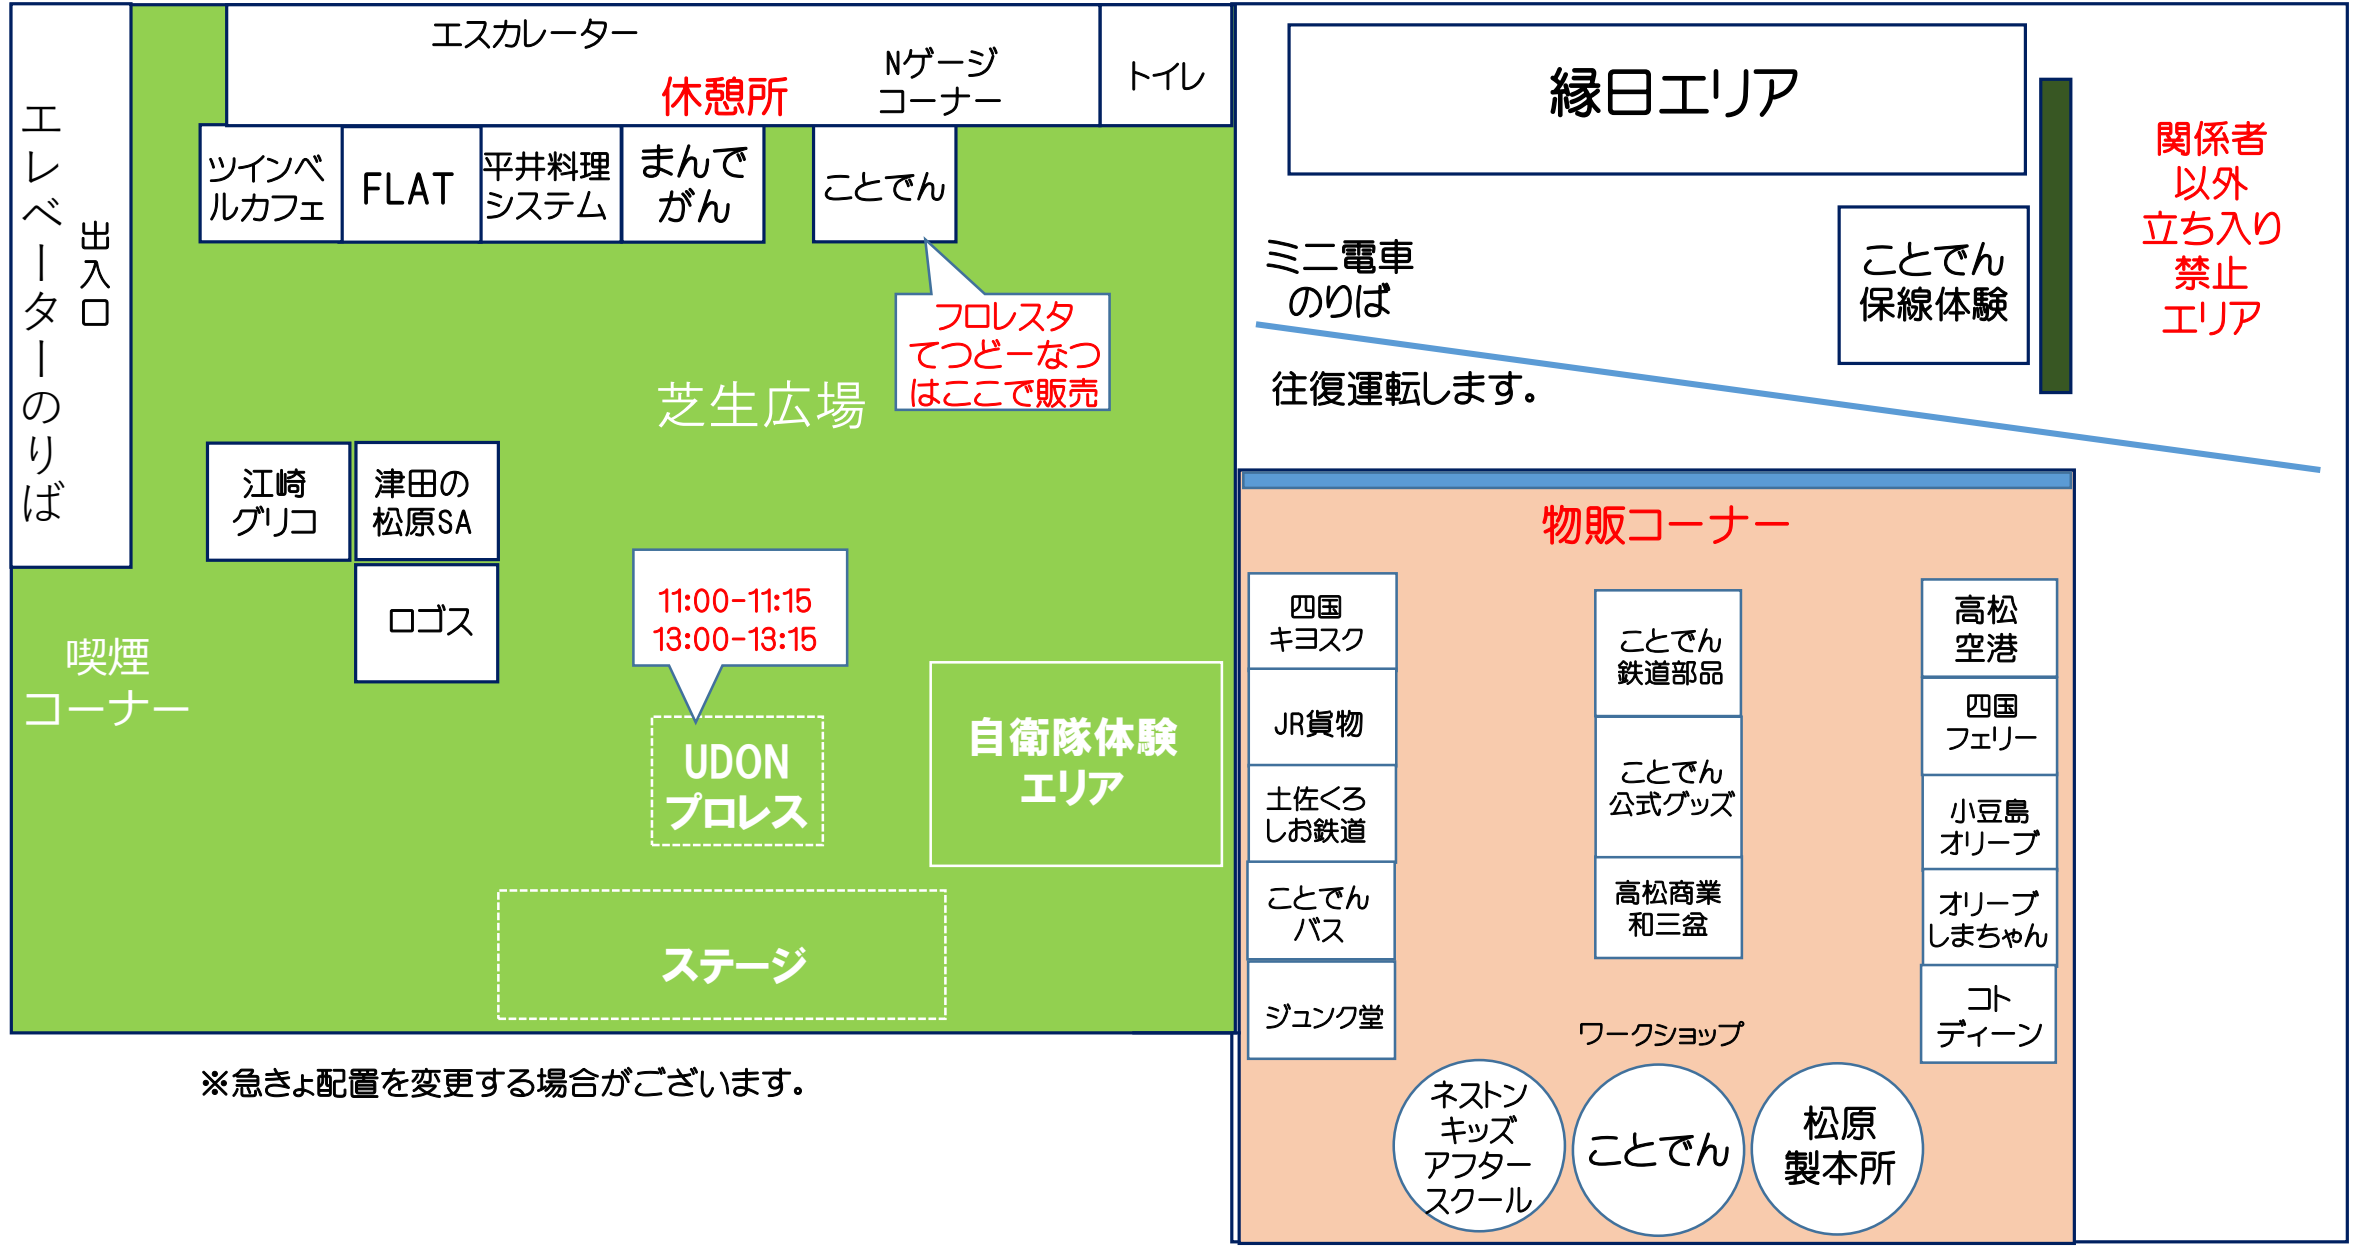 エスカレーター
休憩所
Nゲージ
コーナー
トイレ
エレベーターのりば
出入口
ツインベ
ルカフェ
FLAT
平井料理
システム
まんで
がん
ことでん
フロレスタ
てつどーなつ
はここで販売
芝生広場
江崎
グリコ
津田の
松原SA
ロゴス
喫煙
コーナー
11:00-11:15
13:00-13:15
UDON
プロレス
自衛隊体験
エリア
ステージ
※急きょ配置を変更する場合がございます。
縁日エリア
関係者
以外
立ち入り
禁止
エリア
ミニ電車
のりば
ことでん
保線体験
往復運転します。
物販コーナー
四国
キヨスク
JR貨物
土佐くろ
しお鉄道
ことでん
バス
ジュンク堂
ことでん
鉄道部品
ことでん
公式グッズ
高松商業
和三盆
高松
空港
四国
フェリー
小豆島
オリーブ
オリーブ
しまちゃん
コト
ディーン
ワークショップ
ネストン
キッズ
アフター
スクール
ことでん
松原
製本所